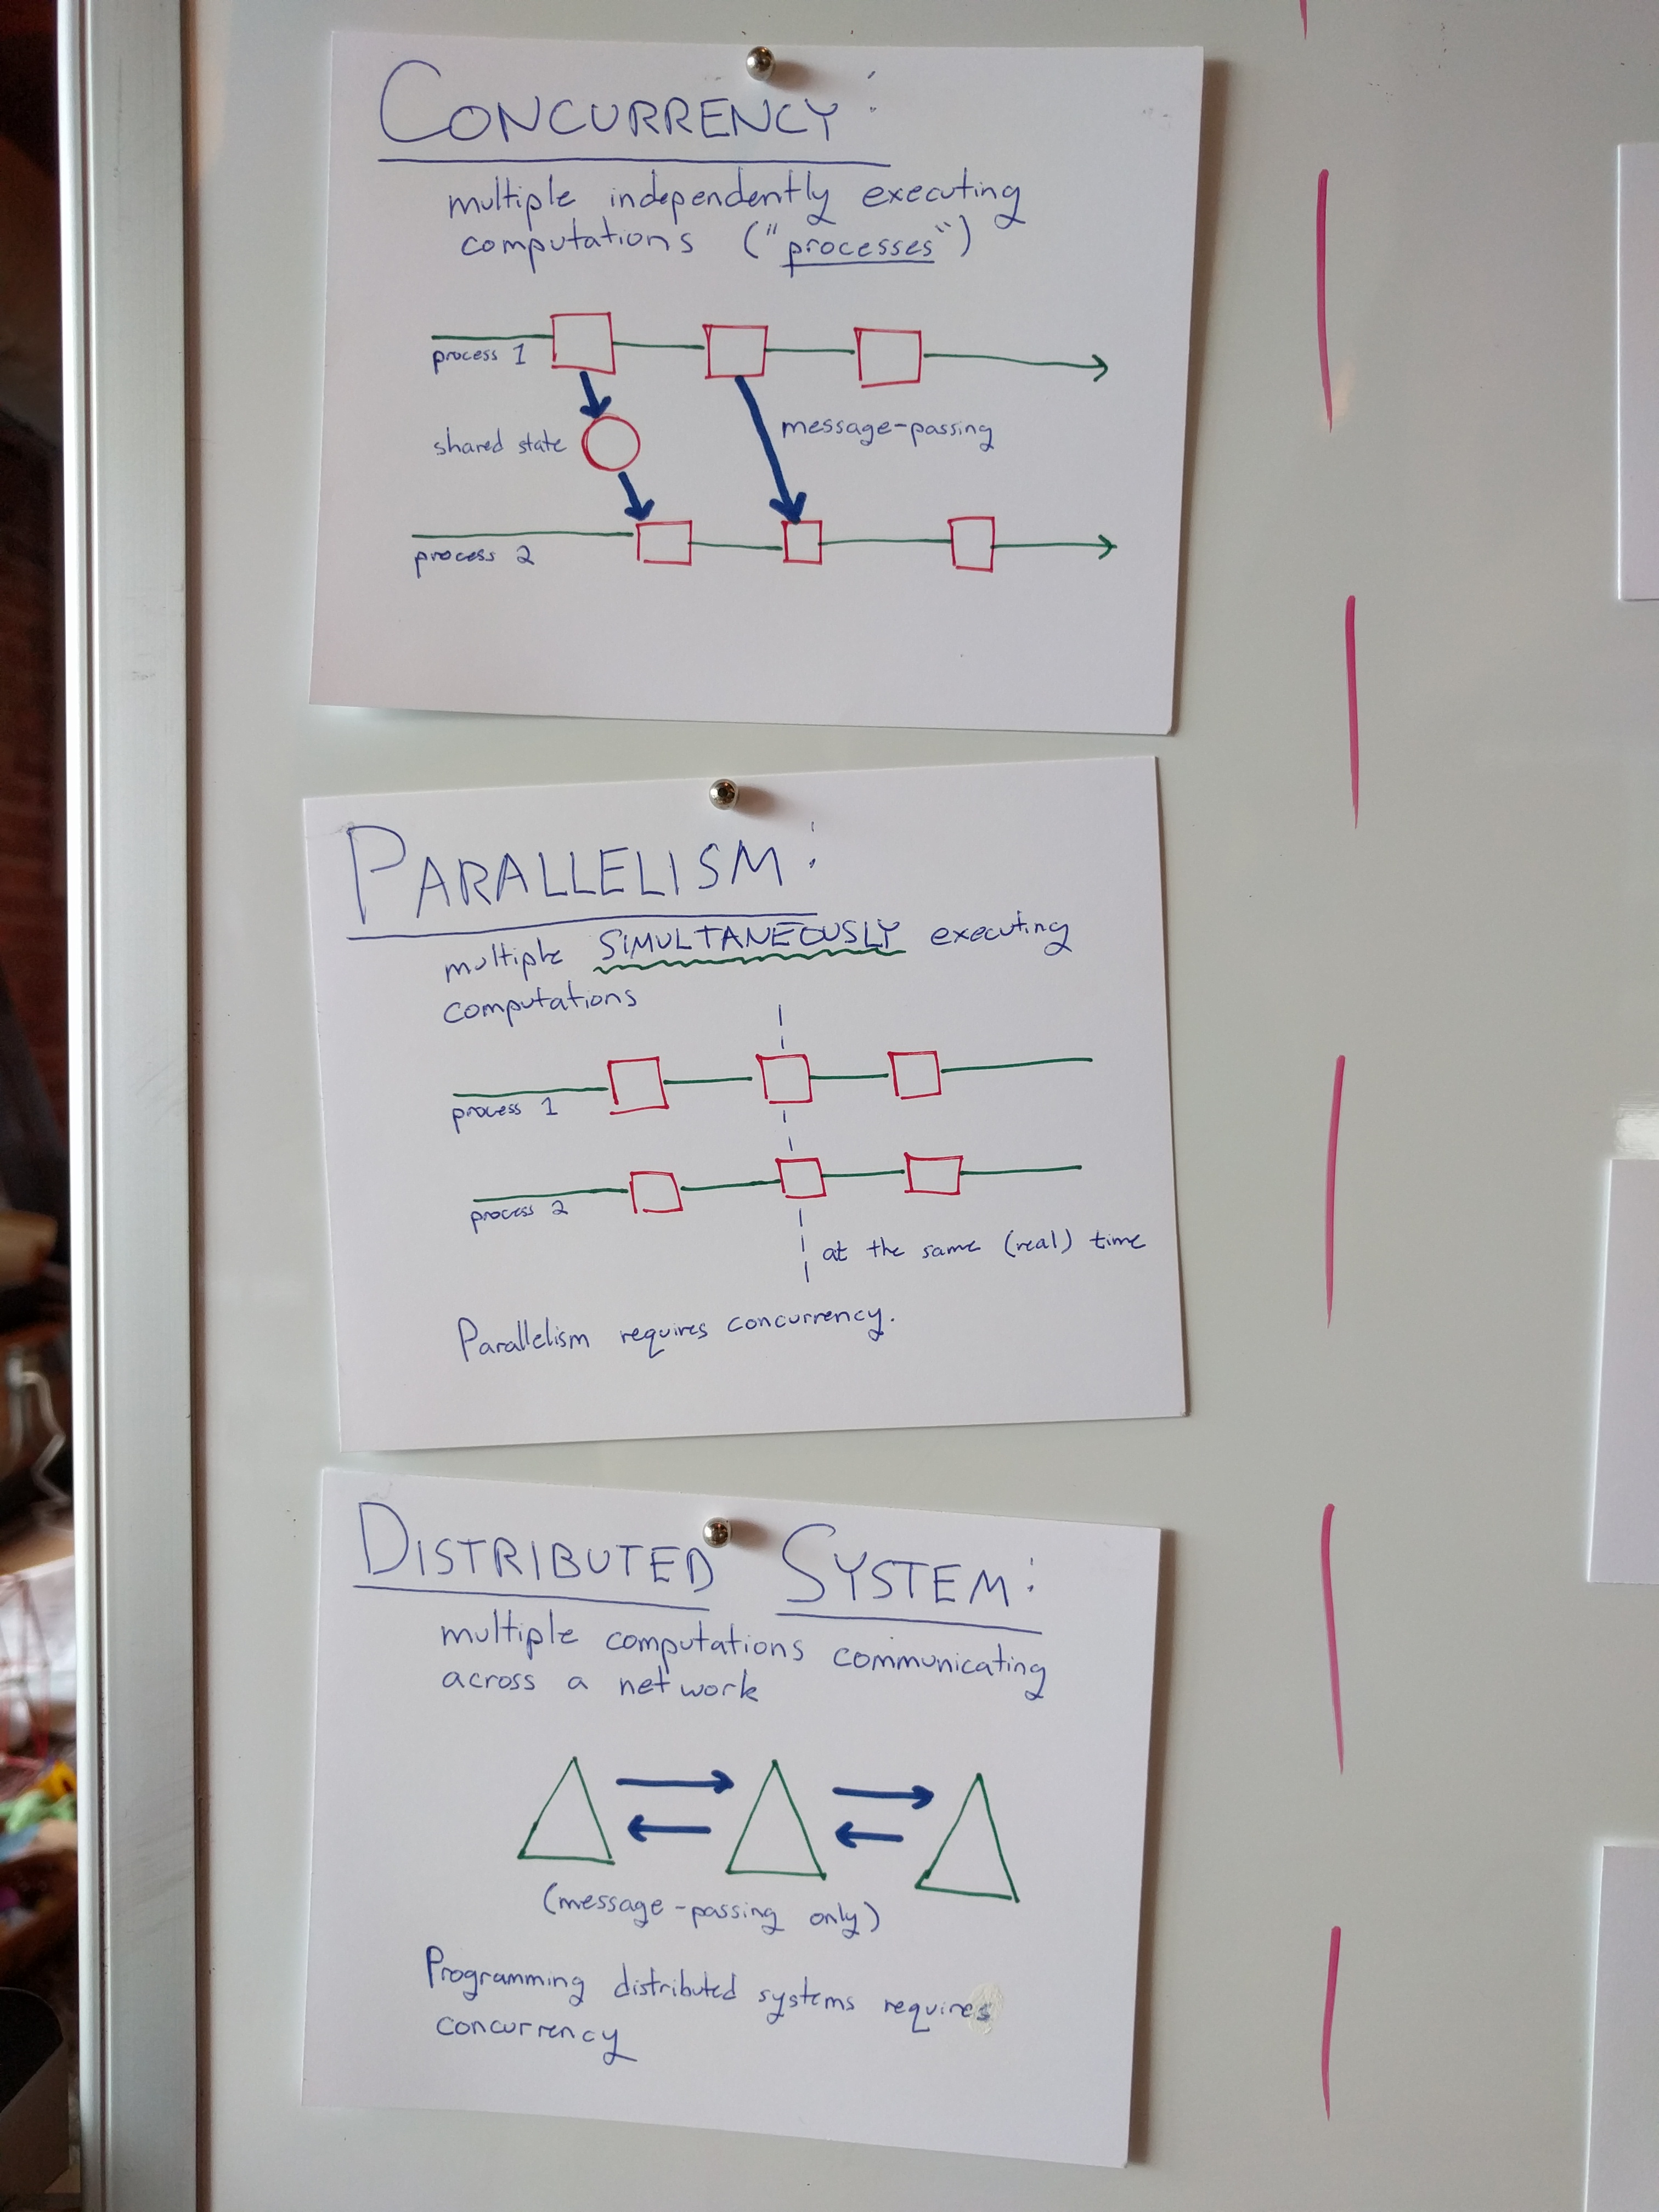 CONCURRENCY:
multiple independently executing
computations ("processes")
process 1
shared state
message-passing
process 2
PARALLELISM:
multiple SIMULTANEOUSLY executing
computations
process 1
process 2
at the same (real) time
Parallelism requires concurrency.
DISTRIBUTED SYSTEM:
multiple computations communicating
across a network
(message-passing only)
Programming distributed systems requires
concurrency